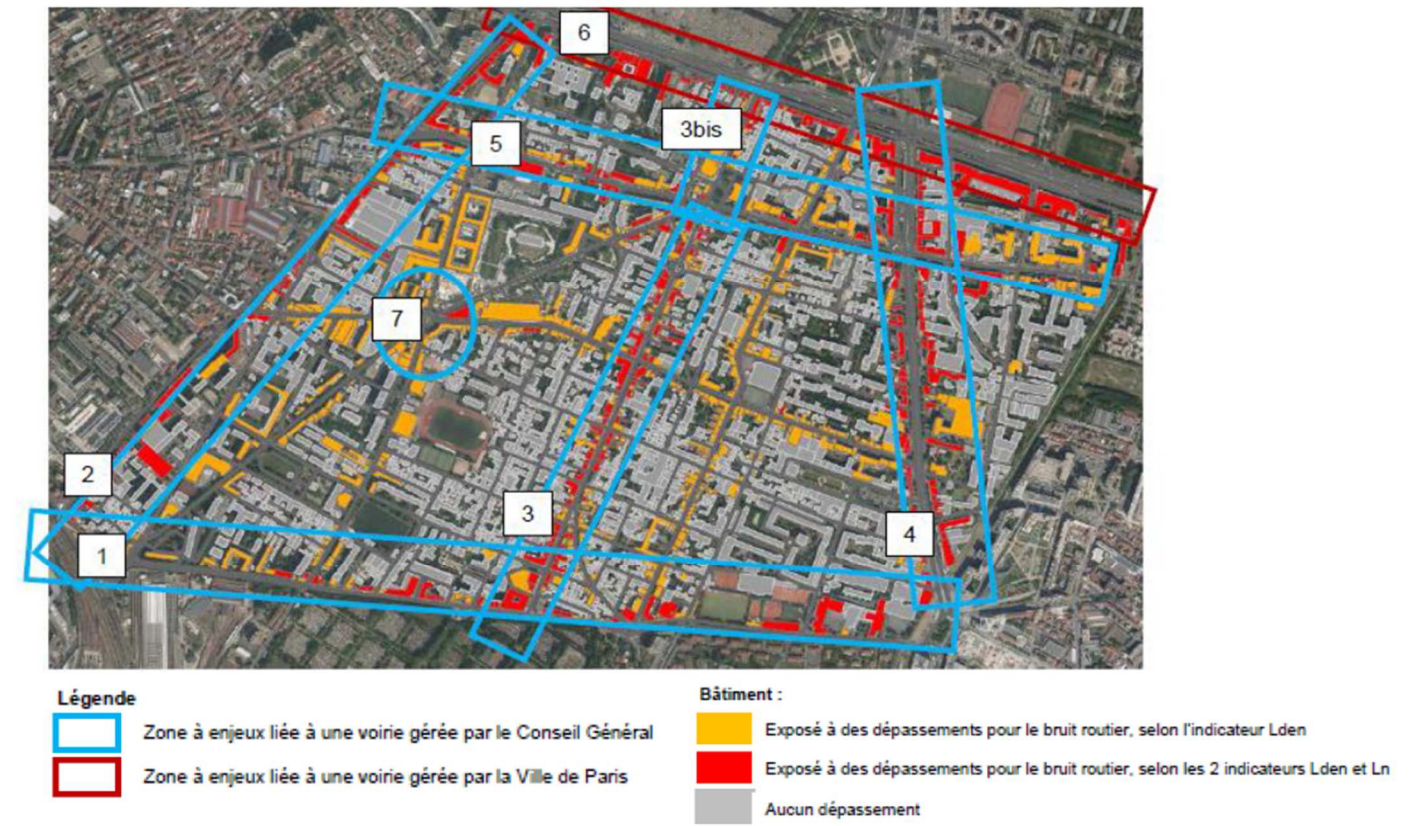 6
3bis
5
7
2
3
4
1
Légende
Zone à enjeux liée à une voirie gérée par le Conseil Général
Zone à enjeux liée à une voirie gérée par la Ville de Paris
Bâtiment :
Exposé à des dépassements pour le bruit routier, selon l'indicateur Lden
Exposé à des dépassements pour le bruit routier, selon les 2 indicateurs Lden et Ln
Aucun dépassement